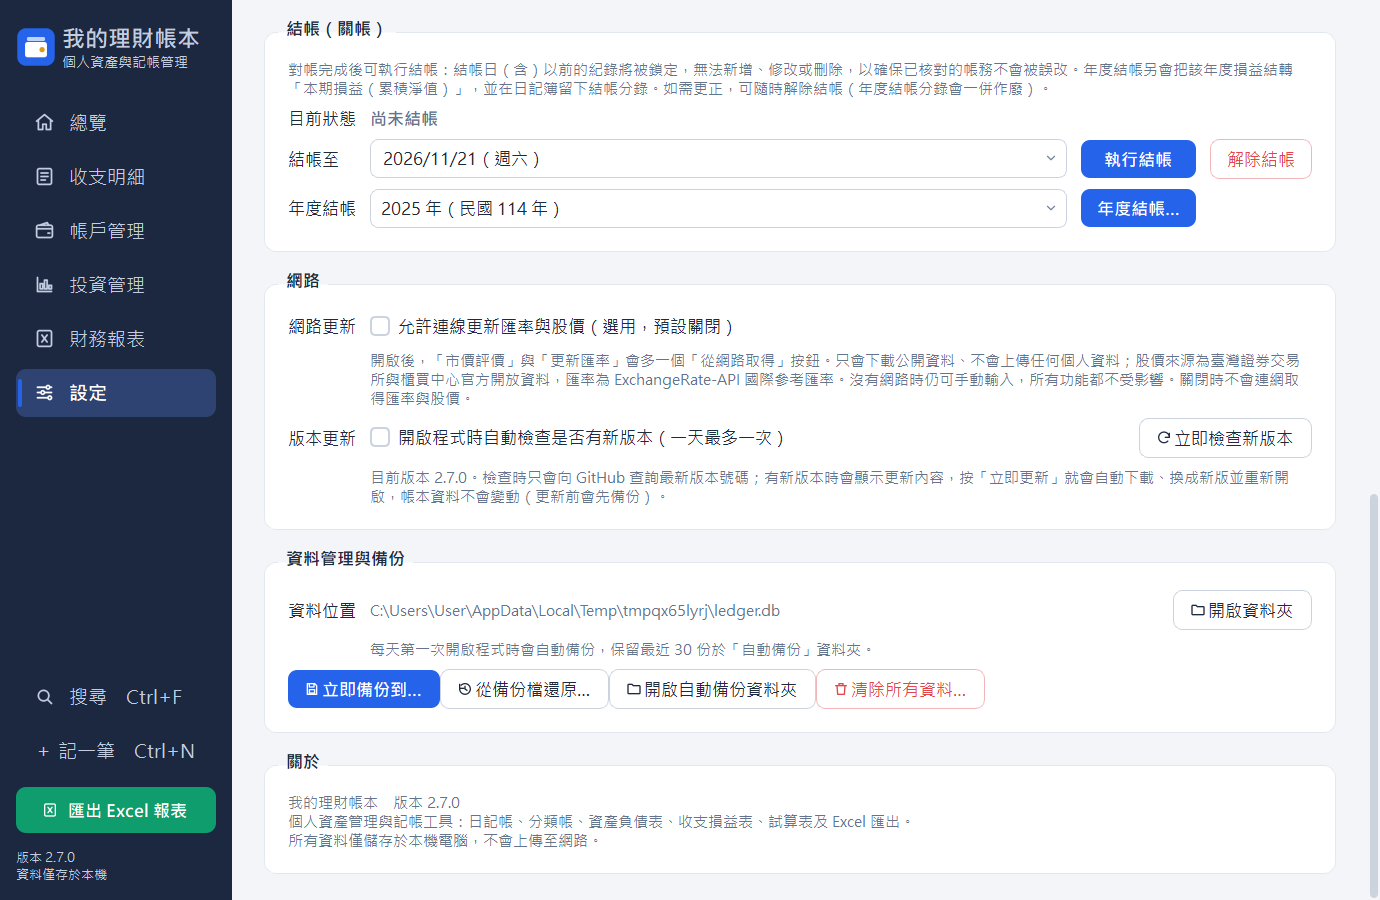 我的理財帳本
個人資產與記帳管理
總覽
收支明細
帳戶管理
投資管理
財務報表
設定
搜尋 Ctrl+F
+ 記一筆 Ctrl+N
匯出 Excel 報表
版本 2.7.0
資料僅存於本機
結帳（關帳）
對帳完成後可執行結帳：結帳日（含）以前的紀錄將被鎖定，無法新增、修改或刪除，以確保已核對的帳務不會被誤改。年度結帳另會把該年度損益結轉
「本期損益（累積淨值）」，並在日記簿留下結帳分錄。如需更正，可隨時解除結帳（年度結帳分錄會一併作廢）。
目前狀態 尚未結帳
結帳至 2026/11/21（週六） 執行結帳 解除結帳
年度結帳 2025 年（民國 114 年） 年度結帳...
網路
網路更新 允許連線更新匯率與股價（選用，預設關閉）
開啟後，「市價評價」與「更新匯率」會多一個「從網路取得」按鈕。只會下載公開資料、不會上傳任何個人資料；股價來源為臺灣證券交易
所與櫃買中心官方開放資料，匯率為 ExchangeRate-API 國際參考匯率。沒有網路時仍可手動輸入，所有功能都不受影響。關閉時不會連網取
得匯率與股價。
版本更新 開啟程式時自動檢查是否有新版本（一天最多一次） 立即檢查新版本
目前版本 2.7.0。檢查時只會向 GitHub 查詢最新版本號碼；有新版本時會顯示更新內容，按「立即更新」就會自動下載、換成新版並重新開
啟，帳本資料不會變動（更新前會先備份）。
資料管理與備份
資料位置 C:\Users\User\AppData\Local\Temp\tmpqx65lyrj\ledger.db 開啟資料夾
每天第一次開啟程式時會自動備份，保留最近 30 份於「自動備份」資料夾。
立即備份到... 從備份檔還原... 開啟自動備份資料夾 清除所有資料...
關於
我的理財帳本 版本 2.7.0
個人資產管理與記帳工具：日記帳、分類帳、資產負債表、收支損益表、試算表及 Excel 匯出。
所有資料僅儲存於本機電腦，不會上傳至網路。